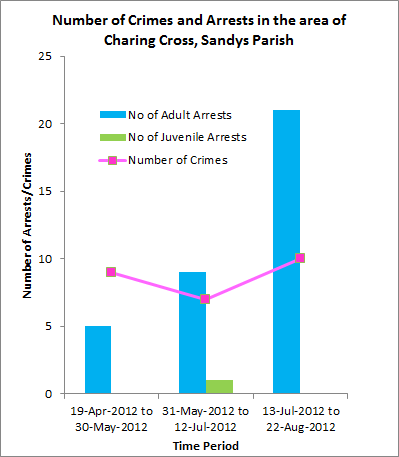 Number of Crimes and Arrests in the area of
Charing Cross, Sandys Parish
Number of Arrests/Crimes
25
20
15
10
5
0
No of Adult Arrests
No of Juvenile Arrests
Number of Crimes
19-Apr-2012 to
30-May-2012
31-May-2012 to
12-Jul-2012
13-Jul-2012 to
22-Aug-2012
Time Period